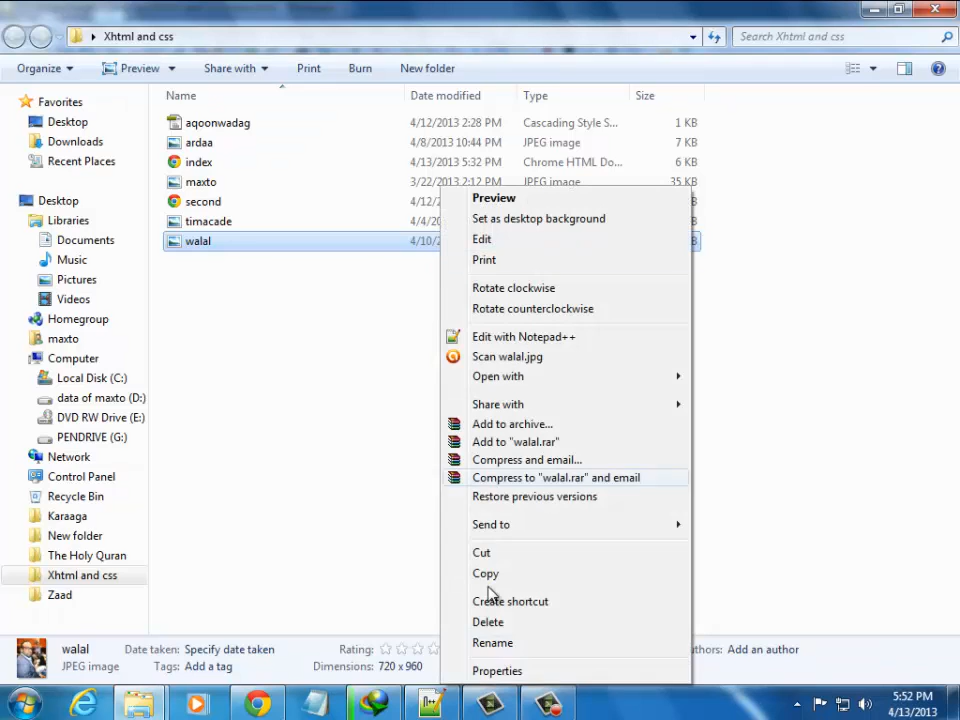 Xhtml and css
Search Xhtml and css
Organize
Preview
Share with
Print
Burn
New folder
Name
Date modified
Type
Size
Favorites
Desktop
Downloads
Recent Places
Desktop
Libraries
Documents
Music
Pictures
Videos
Homegroup
maxto
Computer
Local Disk (C:)
data of maxto (D:)
DVD RW Drive (E:)
PENDRIVE (G:)
Network
Control Panel
Recycle Bin
Karaaga
New folder
The Holy Quran
Xhtml and css
Zaad
aqoonwadag 4/12/2013 2:28 PM Cascading Style S... 1 KB
ardaa 4/8/2013 10:44 PM JPEG image 7 KB
index 4/13/2013 5:32 PM Chrome HTML Do... 6 KB
maxto 3/22/2013 2:12 PM JPEG image 35 KB
second 4/12/
timacade 4/4/20
walal 4/10/2
Preview
Set as desktop background
Edit
Print
Rotate clockwise
Rotate counterclockwise
Edit with Notepad++
Scan walal.jpg
Open with
Share with
Add to archive...
Add to "walal.rar"
Compress and email...
Compress to "walal.rar" and email
Restore previous versions
Send to
Cut
Copy
Create shortcut
Delete
Rename
Properties
walal
JPEG image
Date taken: Specify date taken
Tags: Add a tag
Rating:
Dimensions: 720 x 960
uthors: Add an author
5:52 PM
4/13/2013